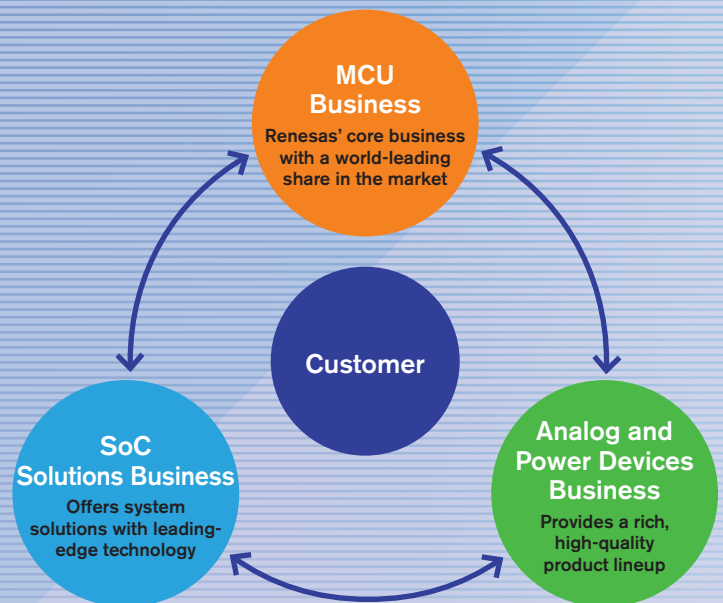 MCU
Business
Renesas' core business
with a world-leading
share in the market
Customer
SoC
Solutions Business
Offers system
solutions with leading-
edge technology
Analog and
Power Devices
Business
Provides a rich,
high-quality
product lineup